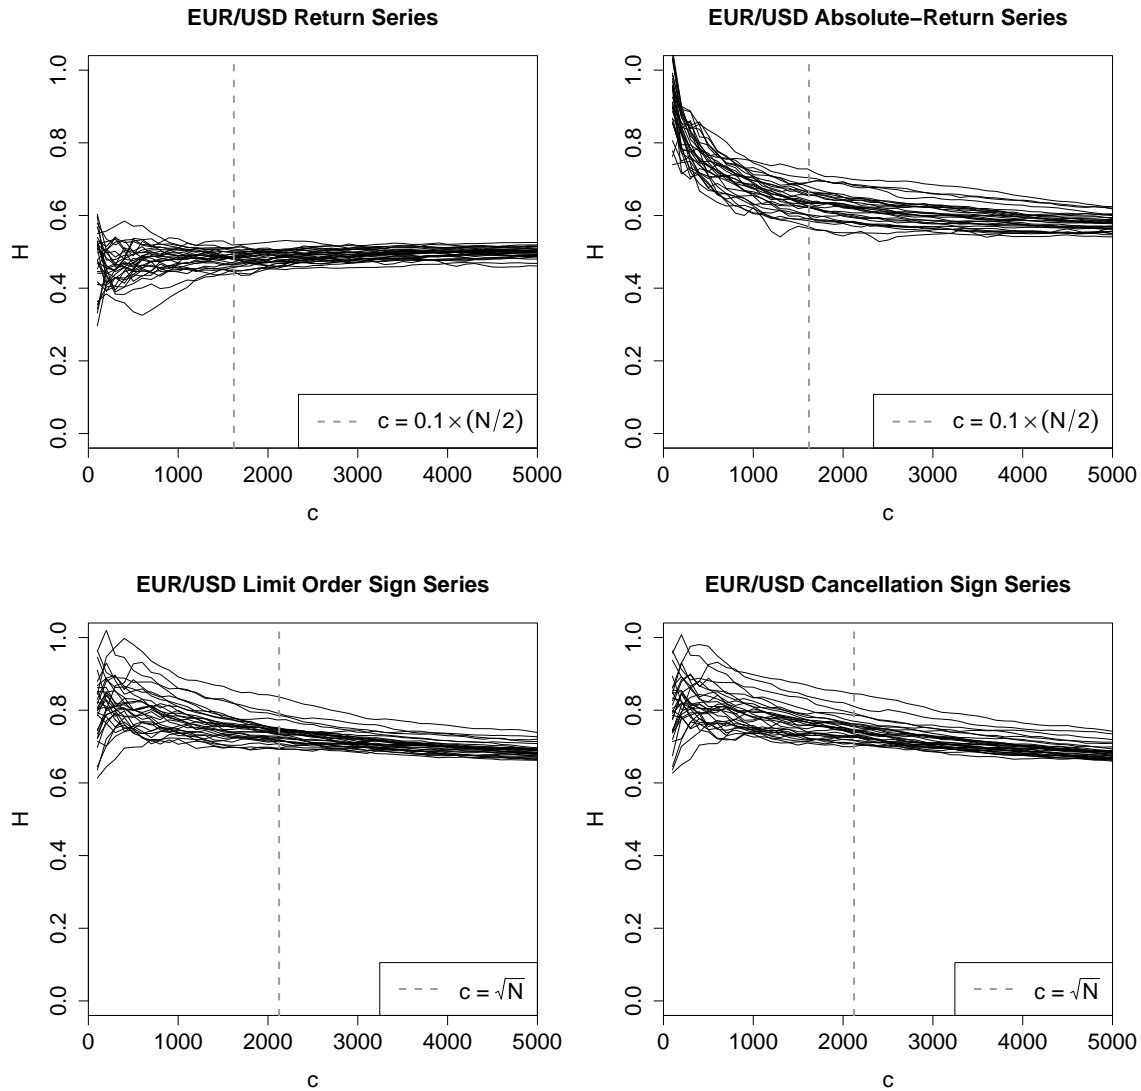 EUR/USD Return Series
H
0.0 0.2 0.4 0.6 0.8 1.0
c = 0.1 × (N/2)
0 1000 2000 3000 4000 5000
c
EUR/USD Absolute−Return Series
H
0.0 0.2 0.4 0.6 0.8 1.0
c = 0.1 × (N/2)
0 1000 2000 3000 4000 5000
c
EUR/USD Limit Order Sign Series
H
0.0 0.2 0.4 0.6 0.8 1.0
c = √N
0 1000 2000 3000 4000 5000
c
EUR/USD Cancellation Sign Series
H
0.0 0.2 0.4 0.6 0.8 1.0
c = √N
0 1000 2000 3000 4000 5000
c